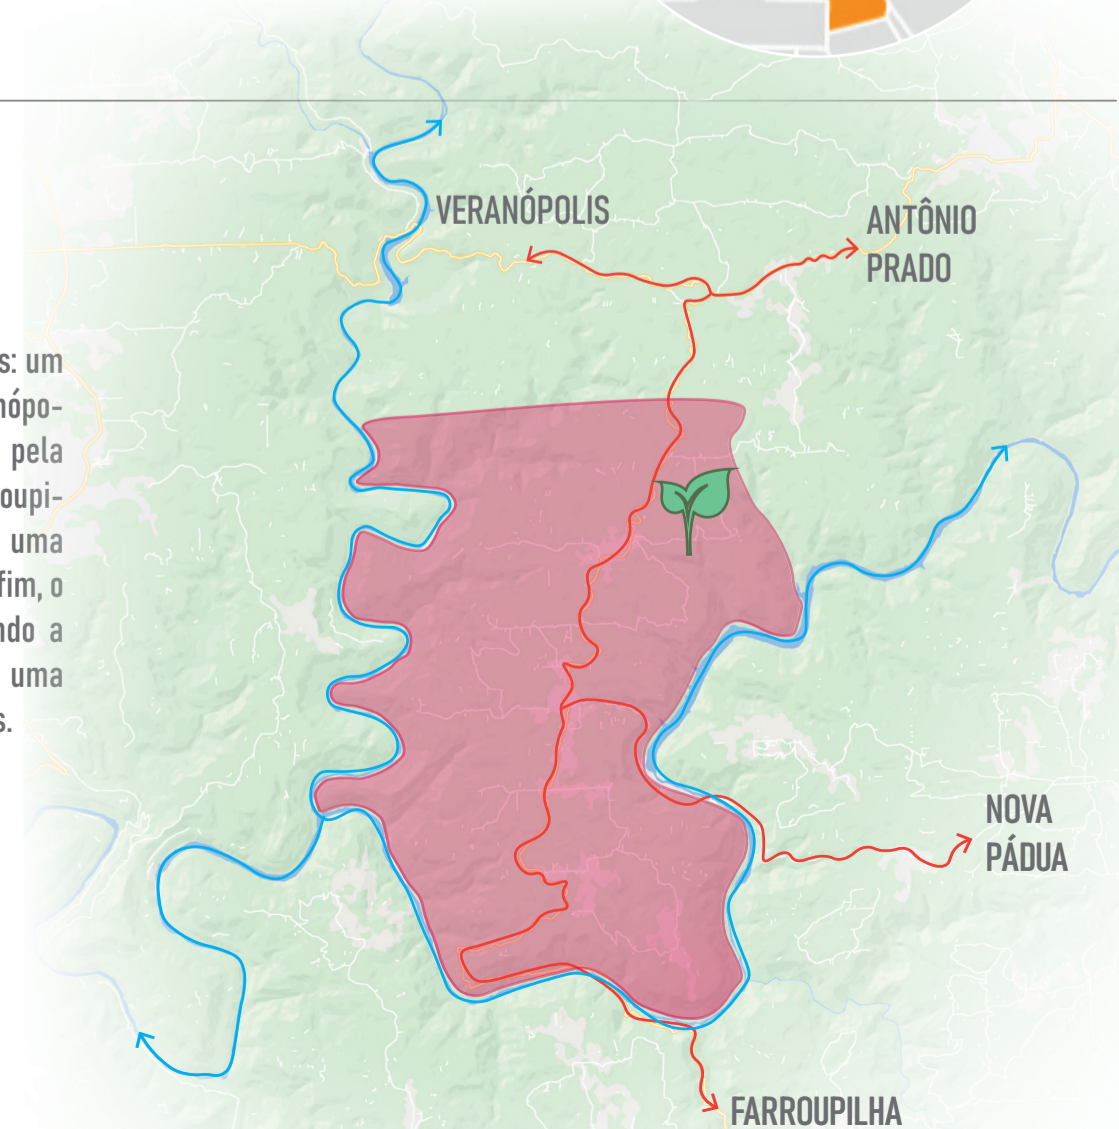 VERANÓPOLIS
ANTÔNIO
PRADO
s: um
nópo-
pela
oupi-
uma
fim, o
ndo a
uma
s.
NOVA
PÁDUA
FARROUPILHA